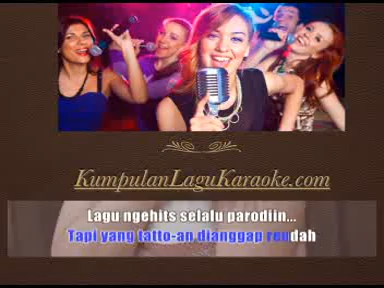 KumpulanLaguKaraoke.com
Lagu ngehits selalu parodiin...
Tapi yang tatto-an dianggap rendah